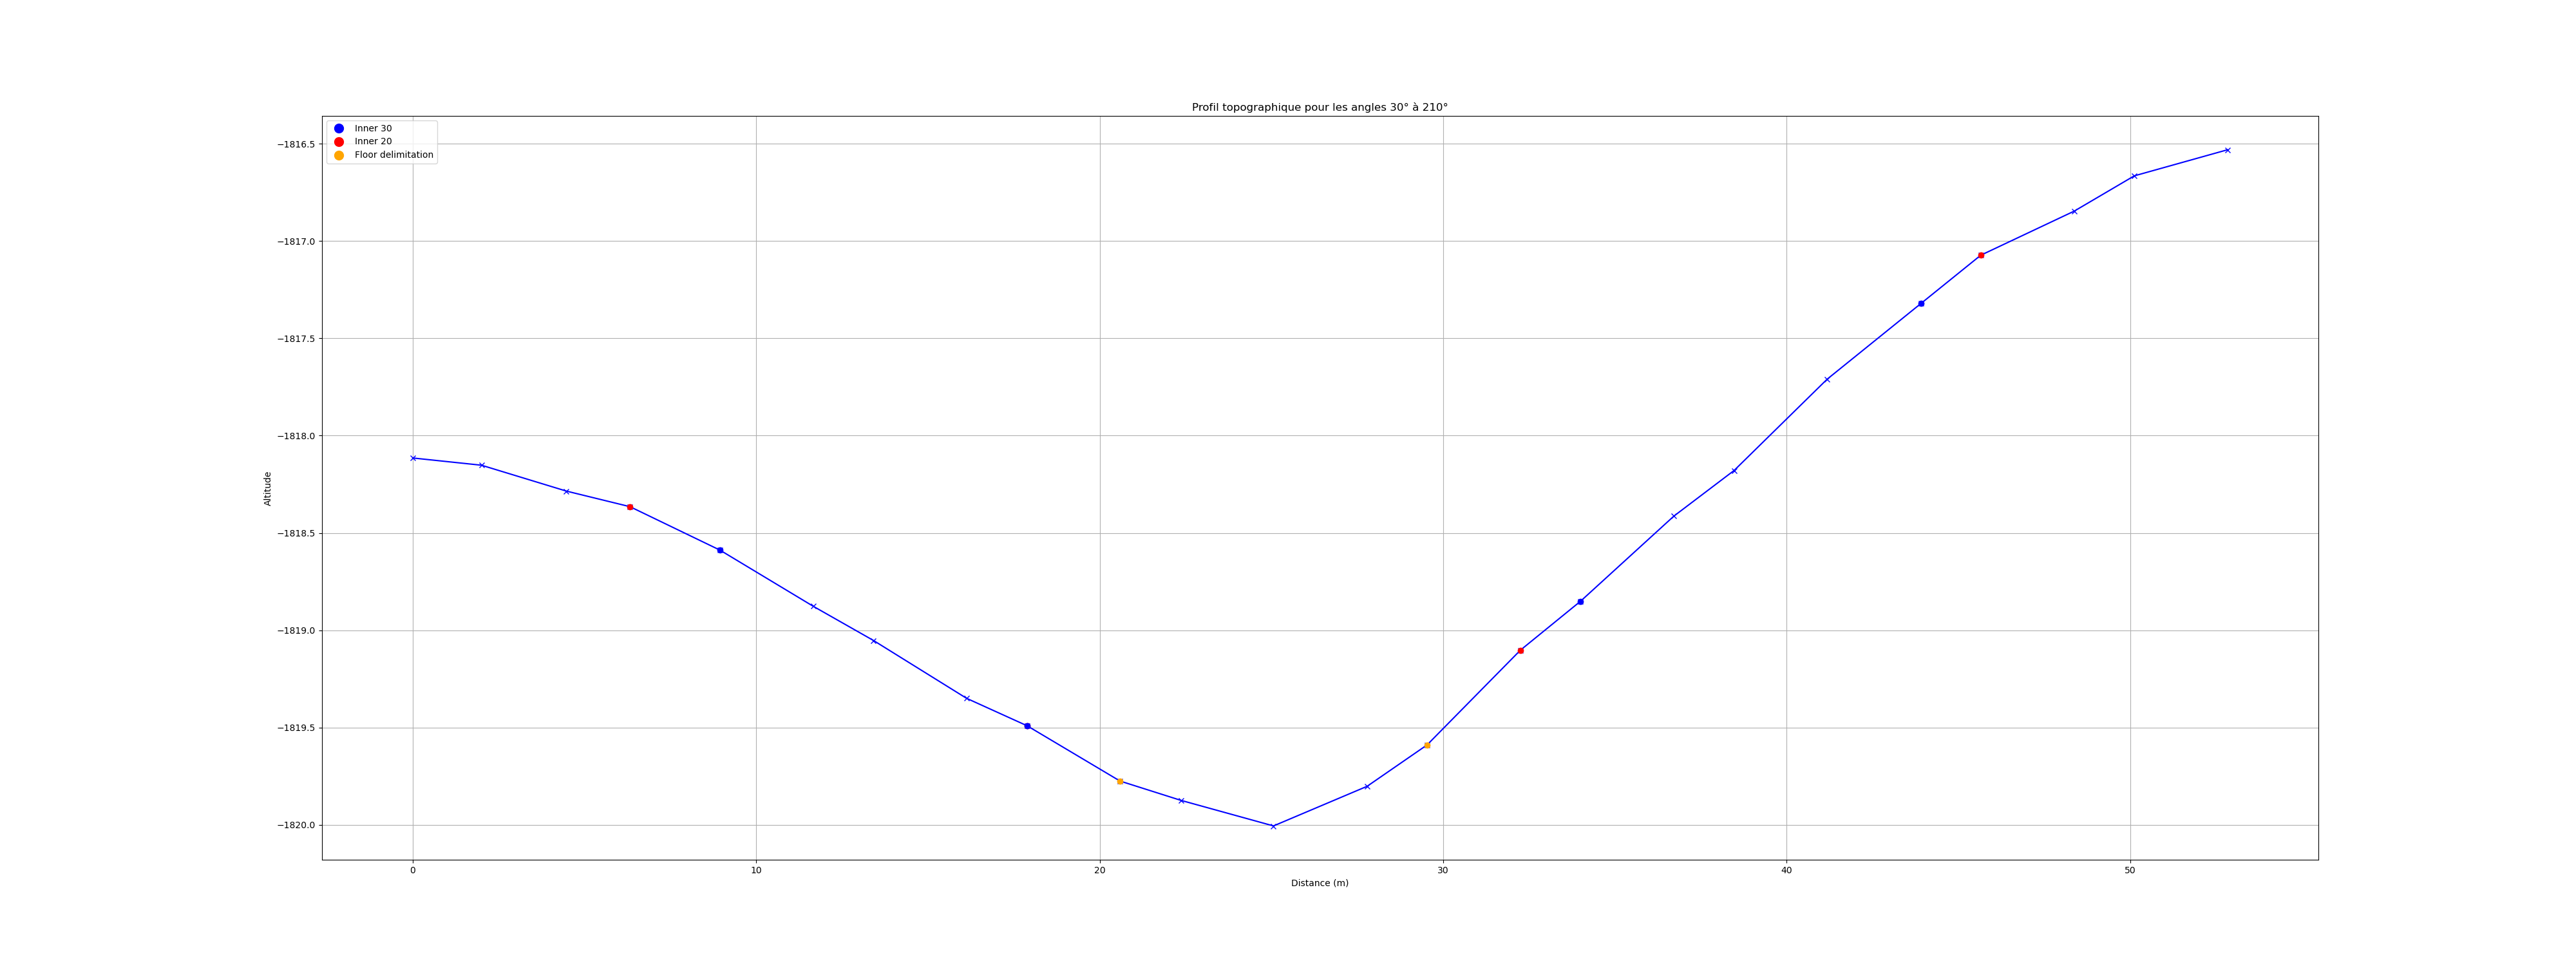 Profil topographique pour les angles 30° à 210°
Inner 30
Inner 20
Floor delimitation
−1816.5
−1817.0
−1817.5
−1818.0
−1818.5
−1819.0
−1819.5
−1820.0
Altitude
0 10 20 30 40 50
Distance (m)